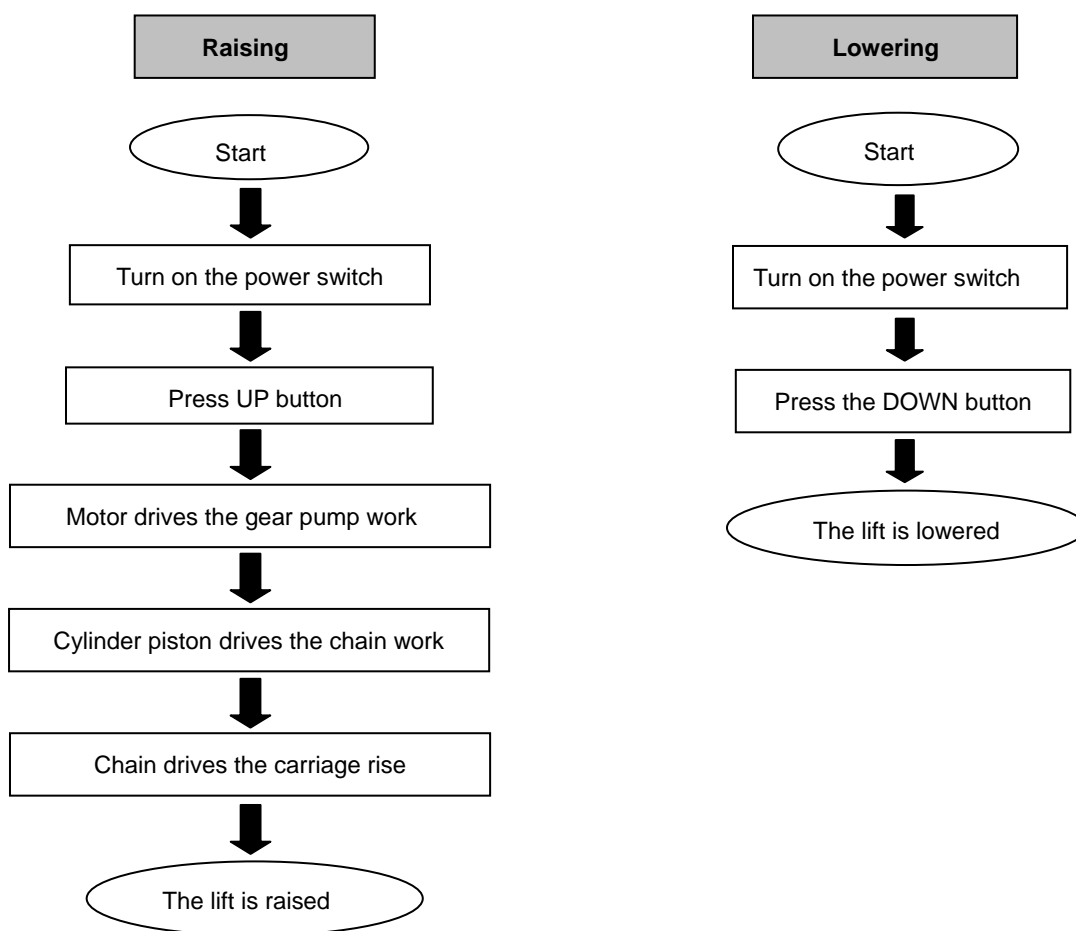 Raising
Start
Turn on the power switch
Press UP button
Motor drives the gear pump work
Cylinder piston drives the chain work
Chain drives the carriage rise
The lift is raised
Lowering
Start
Turn on the power switch
Press the DOWN button
The lift is lowered